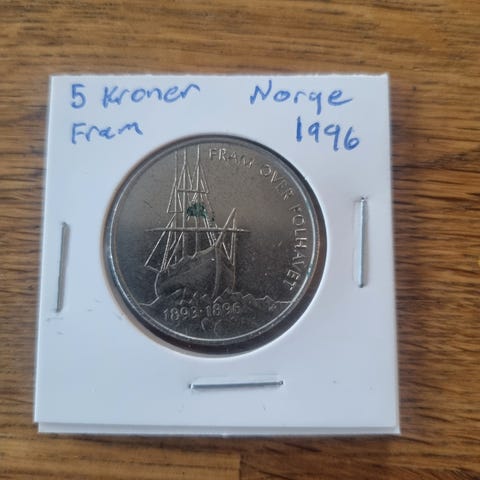 5 Kroner Norge
Fram 1996
FRAM OVER POLHAVET
1893-1896